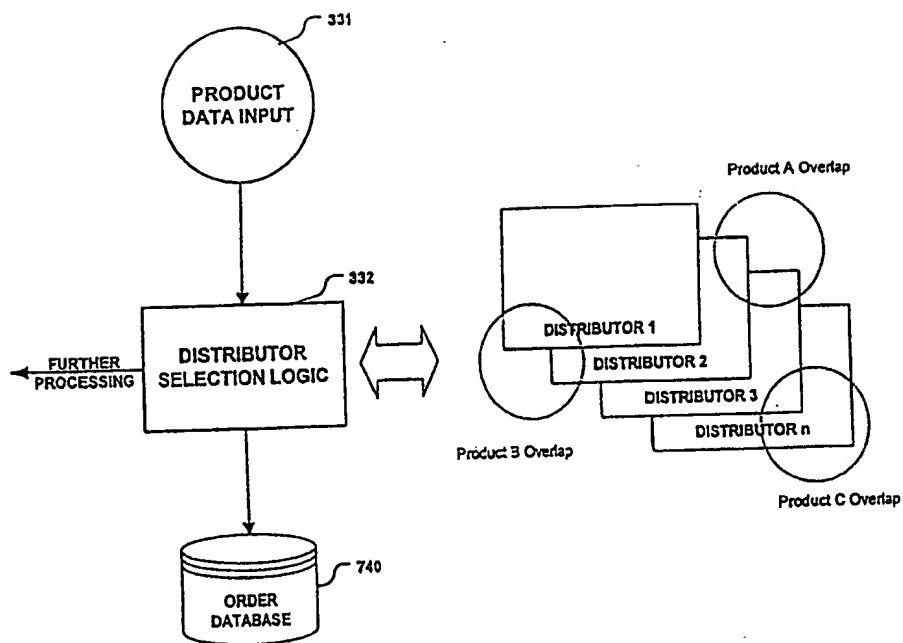 331
PRODUCT
DATA INPUT
Product A Overlap
332
DISTRIBUTOR 1
DISTRIBUTOR
SELECTION LOGIC
FURTHER
PROCESSING
DISTRIBUTOR 2
DISTRIBUTOR 3
DISTRIBUTOR n
Product B Overlap
Product C Overlap
740
ORDER
DATABASE